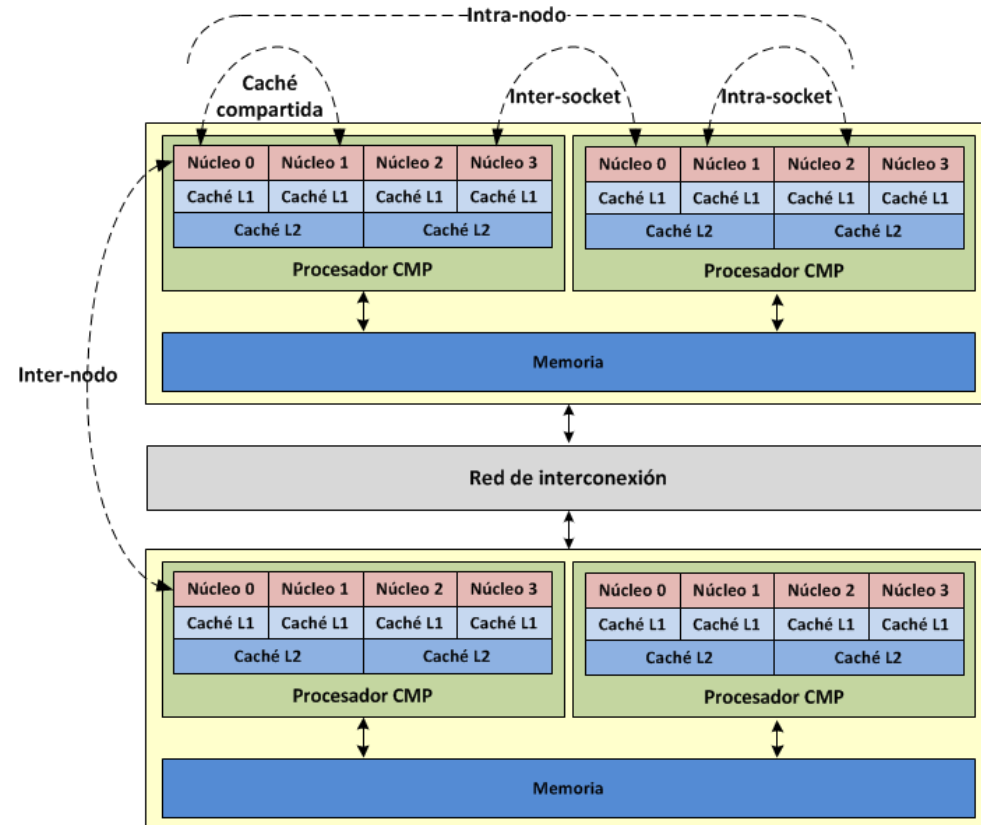 Intra-nodo
Caché
compartida
Inter-socket
Intra-socket
Núcleo 0 Núcleo 1 Núcleo 2 Núcleo 3
Caché L1 Caché L1 Caché L1 Caché L1
Caché L2 Caché L2
Procesador CMP
Núcleo 0 Núcleo 1 Núcleo 2 Núcleo 3
Caché L1 Caché L1 Caché L1 Caché L1
Caché L2 Caché L2
Procesador CMP
Memoria
Inter-nodo
Red de interconexión
Núcleo 0 Núcleo 1 Núcleo 2 Núcleo 3
Caché L1 Caché L1 Caché L1 Caché L1
Caché L2 Caché L2
Procesador CMP
Núcleo 0 Núcleo 1 Núcleo 2 Núcleo 3
Caché L1 Caché L1 Caché L1 Caché L1
Caché L2 Caché L2
Procesador CMP
Memoria